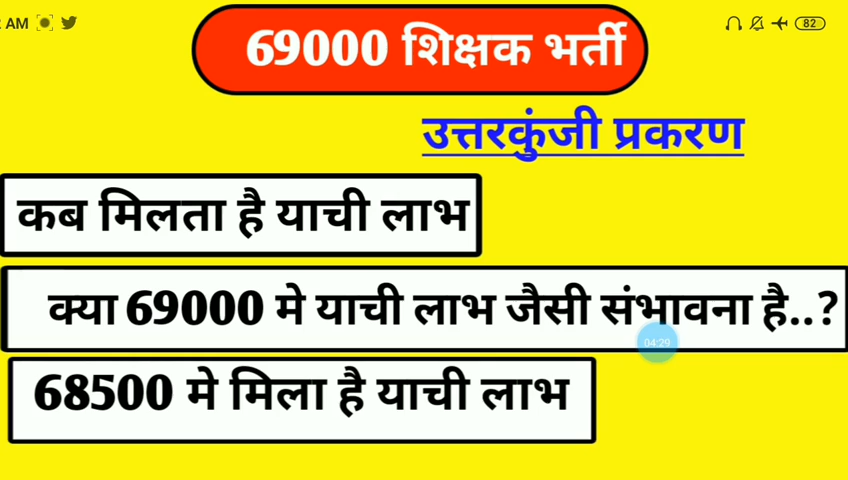 AM
82
69000 शिक्षक भर्ती
उत्तरकुंजी प्रकरण
कब मिलता है याची लाभ
क्या 69000 मे याची लाभ जैसी संभावना है..?
04:29
68500 मे मिला है याची लाभ